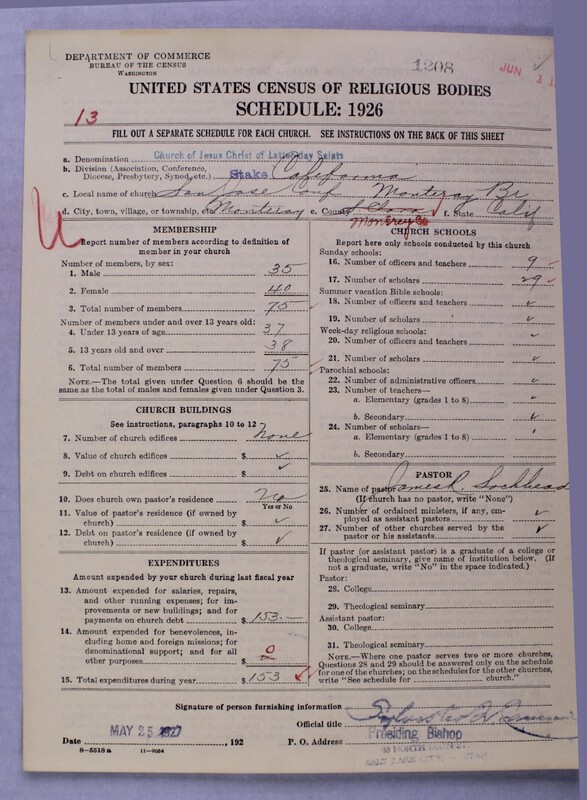 DEPARTMENT OF COMMERCE
BUREAU OF THE CENSUS
WASHINGTON
1208
JUN 11
UNITED STATES CENSUS OF RELIGIOUS BODIES
SCHEDULE: 1926
13
FILL OUT A SEPARATE SCHEDULE FOR EACH CHURCH. SEE INSTRUCTIONS ON THE BACK OF THIS SHEET
a. Denomination Church of Jesus Christ of Latter-day Saints
b. Division (Association, Conference, Diocese, Presbytery, Synod, etc.) Stake California
c. Local name of church San Jose Conf Monteray Br
d. City, town, village, or township, etc. Monteray e. County S Clara Monterey Co f. State Calif
MEMBERSHIP
Report number of members according to definition of member in your church
Number of members, by sex:
1. Male 35
2. Female 40
3. Total number of members 75
Number of members under and over 13 years old:
4. Under 13 years of age 37
5. 13 years old and over 38
6. Total number of members 75
NOTE.—The total given under Question 6 should be the same as the total of males and females given under Question 3.
CHURCH BUILDINGS
See instructions, paragraphs 10 to 12
7. Number of church edifices None
8. Value of church edifices $ ✓
9. Debt on church edifices $ ✓
10. Does church own pastor's residence No
Yes or No
11. Value of pastor's residence (if owned by church) $ ✓
12. Debt on pastor's residence (if owned by church) $ ✓
EXPENDITURES
Amount expended by your church during last fiscal year
13. Amount expended for salaries, repairs, and other running expenses; for improvements or new buildings; and for payments on church debt $ 153.—
14. Amount expended for benevolences, including home and foreign missions; for denominational support; and for all other purposes $ 0
15. Total expenditures during year $ 153
CHURCH SCHOOLS
Report here only schools conducted by this church
Sunday schools:
16. Number of officers and teachers 9
17. Number of scholars 29
Summer vacation Bible schools:
18. Number of officers and teachers ✓
19. Number of scholars ✓
Week-day religious schools:
20. Number of officers and teachers ✓
21. Number of scholars ✓
Parochial schools:
22. Number of administrative officers ✓
23. Number of teachers—
a. Elementary (grades 1 to 8) ✓
b. Secondary ✓
24. Number of scholars—
a. Elementary (grades 1 to 8)
b. Secondary
PASTOR
25. Name of pastor James R. Lochhead
(If church has no pastor, write "None")
26. Number of ordained ministers, if any, employed as assistant pastors ✓
27. Number of other churches served by the pastor or his assistants ✓
If pastor (or assistant pastor) is a graduate of a college or theological seminary, give name of institution below. (If not a graduate, write "No" in the space indicated.)
Pastor:
28. College
29. Theological seminary
Assistant pastor:
30. College
31. Theological seminary
NOTE.—Where one pastor serves two or more churches, Questions 28 and 29 should be answered only on the schedule for one of the churches; on the schedules for the other churches, write "See schedule for church."
Signature of person furnishing information
Official title Presiding Bishop
Date MAY 25 1927, 192 P. O. Address 40 NORTH MAIN ST.
SALT LAKE CITY, - UTAH
8—5518 a 11—9054